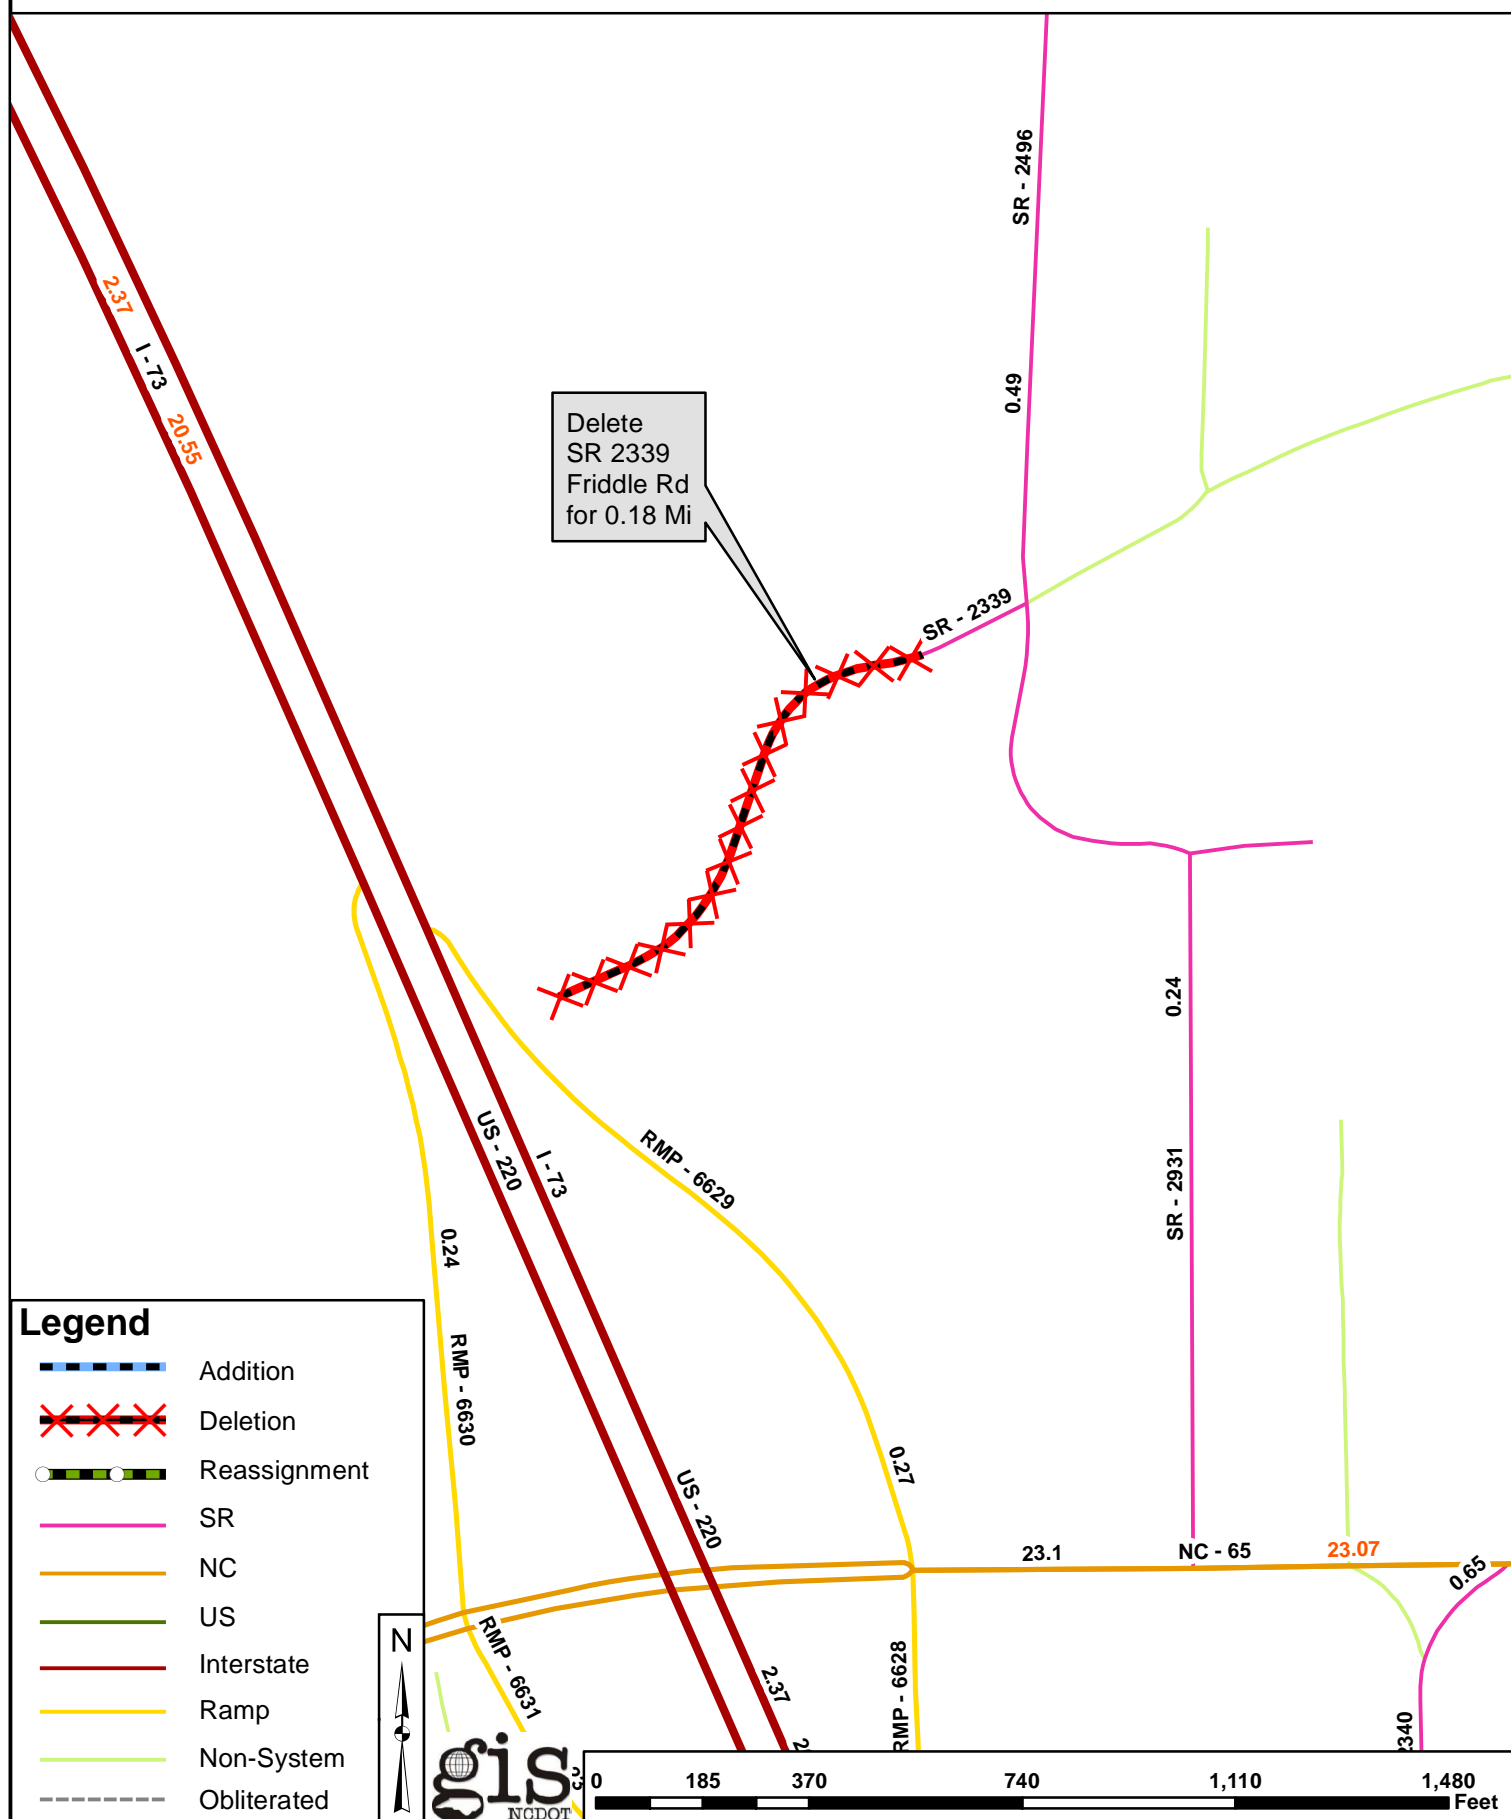 SR - 2496
0.49
2.37
I - 73
20.55
Delete
SR 2339
Friddle Rd
for 0.18 Mi
SR - 2339
0.24
SR - 2931
US - 220
I - 73
RMP - 6629
0.24
RMP - 6630
0.27
US - 220
23.1
NC - 65
23.07
0.65
RMP - 6631
RMP - 6628
2.37
2340
Legend
Addition
Deletion
Reassignment
SR
NC
US
Interstate
Ramp
Non-System
Obliterated
N
gis
NCDOT
0 185 370 740 1,110 1,480
Feet